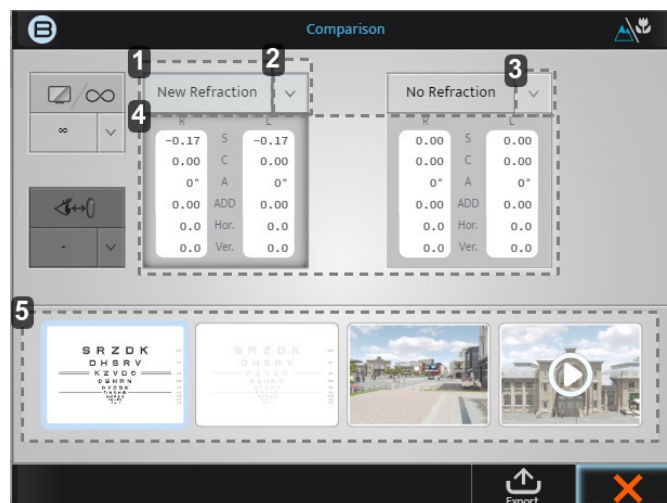 B Comparison
1 2 3
New Refraction No Refraction
4
R L R L
/∞
∞
-0.17 S -0.17 0.00 S 0.00
0.00 C 0.00 0.00 C 0.00
0° A 0° 0° A 0°
0.00 ADD 0.00 0.00 ADD 0.00
0.0 Hor. 0.0 0.0 Hor. 0.0
0.0 Ver. 0.0 0.0 Ver. 0.0
-
5
S R Z D K S R Z D K
D H S R V D H S R V
K Z V D C K Z V D C
Export